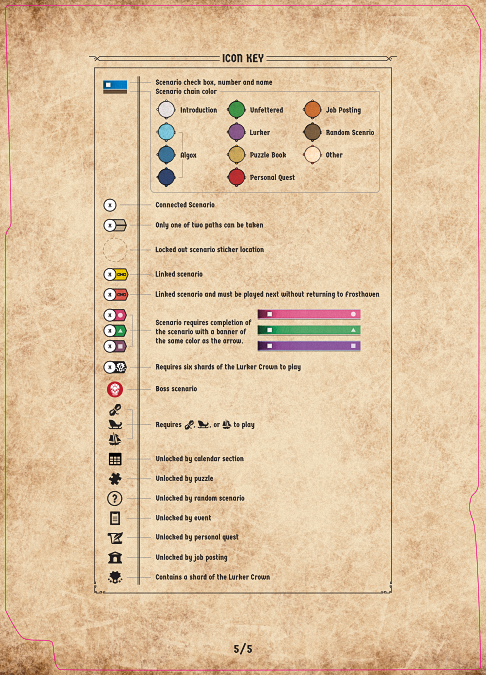 ICON KEY
Scenario check box, number and name
Scenario chain color
Introduction
Unfettered
Job Posting
Lurker
Random Scenrio
Algox
Puzzle Book
Other
Personal Quest
X Connected Scenario
X Only one of two paths can be taken
Locked out scenario sticker location
X Linked scenario
X Linked scenario and must be played next without returning to Frosthaven
X
X Scenario requires completion of
the scenario with a banner of
X the same color as the arrow.
X Requires six shards of the Lurker Crown to play
Boss scenario
Requires , , or to play
Unlocked by calendar section
Unlocked by puzzle
? Unlocked by random scenario
Unlocked by event
Unlocked by personal quest
Unlocked by job posting
Contains a shard of the Lurker Crown
5/5